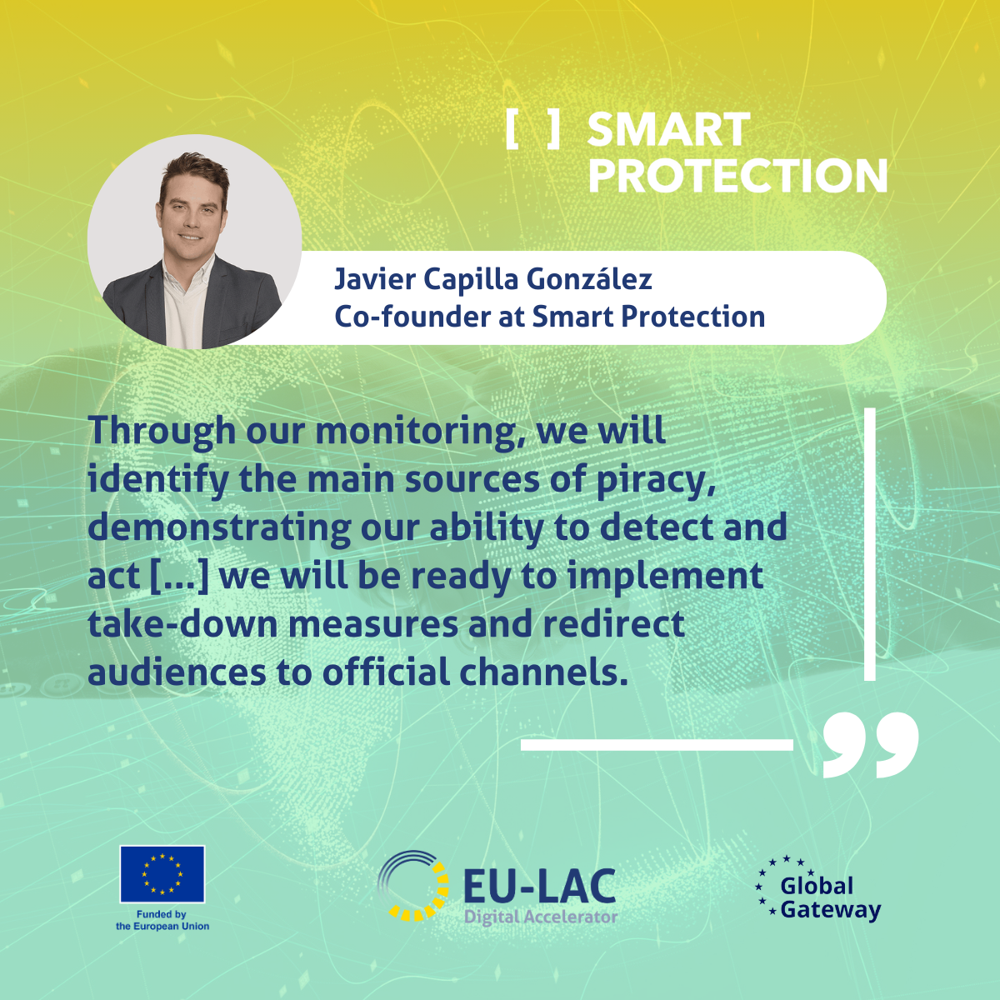 [ ] SMART
PROTECTION
Javier Capilla González
Co-founder at Smart Protection
Through our monitoring, we will
identify the main sources of piracy,
demonstrating our ability to detect and
act [...] we will be ready to implement
take-down measures and redirect
audiences to official channels.
”
Funded by
the European Union
EU-LAC
Digital Accelerator
Global
Gateway